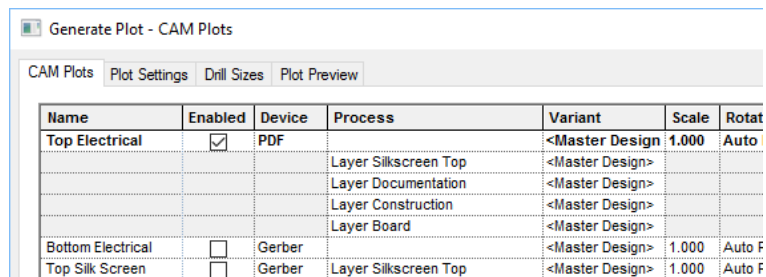 Generate Plot - CAM Plots
CAM Plots Plot Settings Drill Sizes Plot Preview
Name Enabled Device Process Variant Scale Rotat
Top Electrical PDF <Master Design 1.000 Auto
Layer Silkscreen Top <Master Design>
Layer Documentation <Master Design>
Layer Construction <Master Design>
Layer Board <Master Design>
Bottom Electrical Gerber <Master Design> 1.000 Auto P
Top Silk Screen Gerber Layer Silkscreen Top <Master Design> 1.000 Auto P